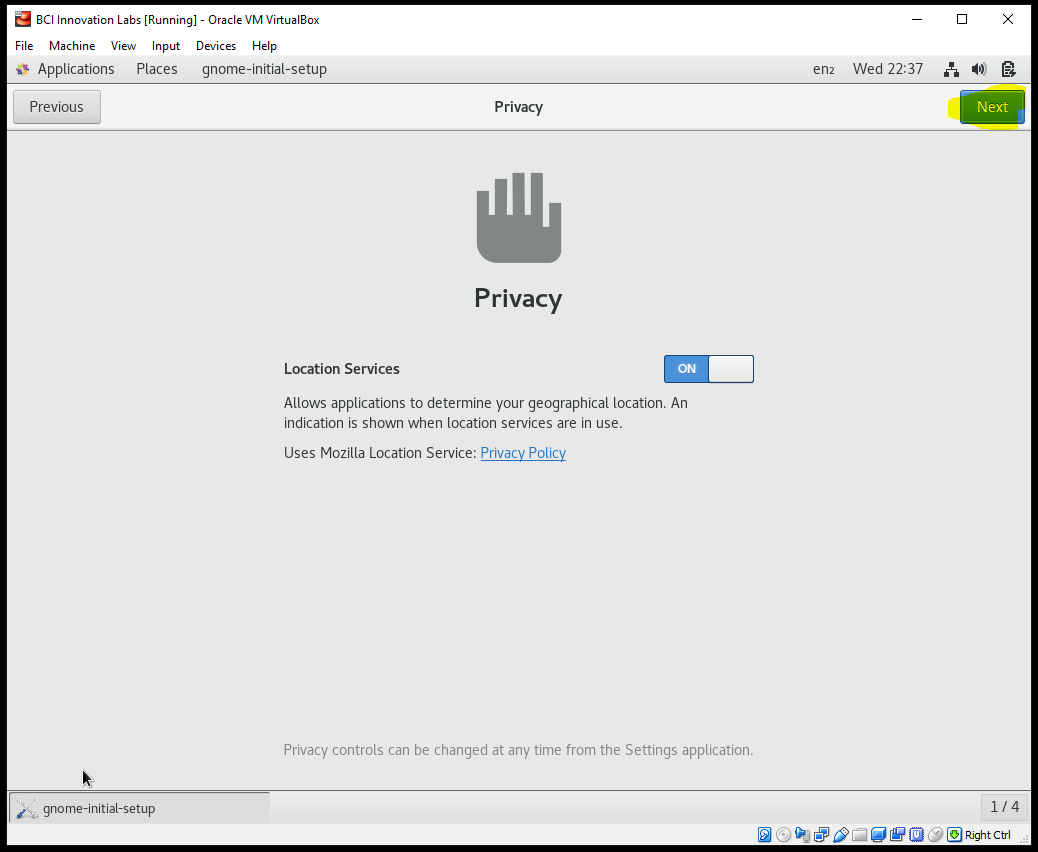 BCI Innovation Labs [Running] - Oracle VM VirtualBox
File Machine View Input Devices Help
Applications Places gnome-initial-setup en₂ Wed 22:37
Previous Privacy Next
Privacy
Location Services ON
Allows applications to determine your geographical location. An
indication is shown when location services are in use.
Uses Mozilla Location Service: Privacy Policy
Privacy controls can be changed at any time from the Settings application.
gnome-initial-setup 1 / 4
Right Ctrl